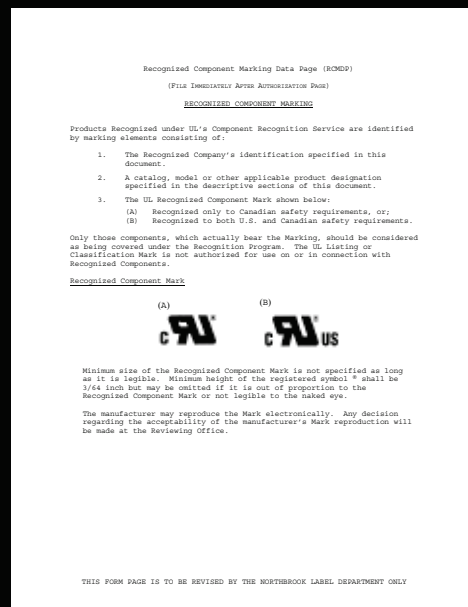 Recognized Component Marking Data Page (RCMDP)
(FILE IMMEDIATELY AFTER AUTHORIZATION PAGE)
RECOGNIZED COMPONENT MARKING
Products Recognized under UL's Component Recognition Service are identified
by marking elements consisting of:
1. The Recognized Company's identification specified in this
document.
2. A catalog, model or other applicable product designation
specified in the descriptive sections of this document.
3. The UL Recognized Component Mark shown below:
(A) Recognized only to Canadian safety requirements, or;
(B) Recognized to both U.S. and Canadian safety requirements.
Only those components, which actually bear the Marking, should be considered
as being covered under the Recognition Program. The UL Listing or
Classification Mark is not authorized for use on or in connection with
Recognized Components.
Recognized Component Mark
(A) (B)
c RU c RU US
Minimum size of the Recognized Component Mark is not specified as long
as it is legible. Minimum height of the registered symbol ® shall be
3/64 inch but may be omitted if it is out of proportion to the
Recognized Component Mark or not legible to the naked eye.
The manufacturer may reproduce the Mark electronically. Any decision
regarding the acceptability of the manufacturer's Mark reproduction will
be made at the Reviewing Office.
THIS FORM PAGE IS TO BE REVISED BY THE NORTHBROOK LABEL DEPARTMENT ONLY